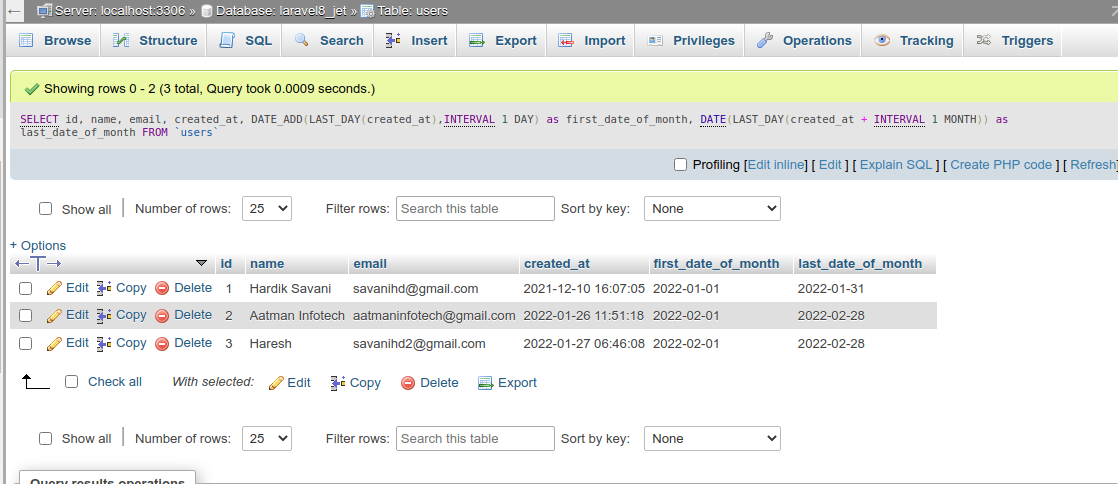 Server: localhost:3306 » Database: laravel8_jet » Table: users
Browse Structure SQL Search Insert Export Import Privileges Operations Tracking Triggers
Showing rows 0 - 2 (3 total, Query took 0.0009 seconds.)
SELECT id, name, email, created_at, DATE_ADD(LAST_DAY(created_at),INTERVAL 1 DAY) as first_date_of_month, DATE(LAST_DAY(created_at + INTERVAL 1 MONTH)) as
last_date_of_month FROM `users`
Profiling [Edit inline] [ Edit ] [ Explain SQL ] [ Create PHP code ] [ Refresh]
Show all Number of rows: 25 Filter rows: Search this table Sort by key: None
+ Options
id name email created_at first_date_of_month last_date_of_month
Edit Copy Delete 1 Hardik Savani savanihd@gmail.com 2021-12-10 16:07:05 2022-01-01 2022-01-31
Edit Copy Delete 2 Aatman Infotech aatmaninfotech@gmail.com 2022-01-26 11:51:18 2022-02-01 2022-02-28
Edit Copy Delete 3 Haresh savanihd2@gmail.com 2022-01-27 06:46:08 2022-02-01 2022-02-28
Check all With selected: Edit Copy Delete Export
Show all Number of rows: 25 Filter rows: Search this table Sort by key: None
Query results operations